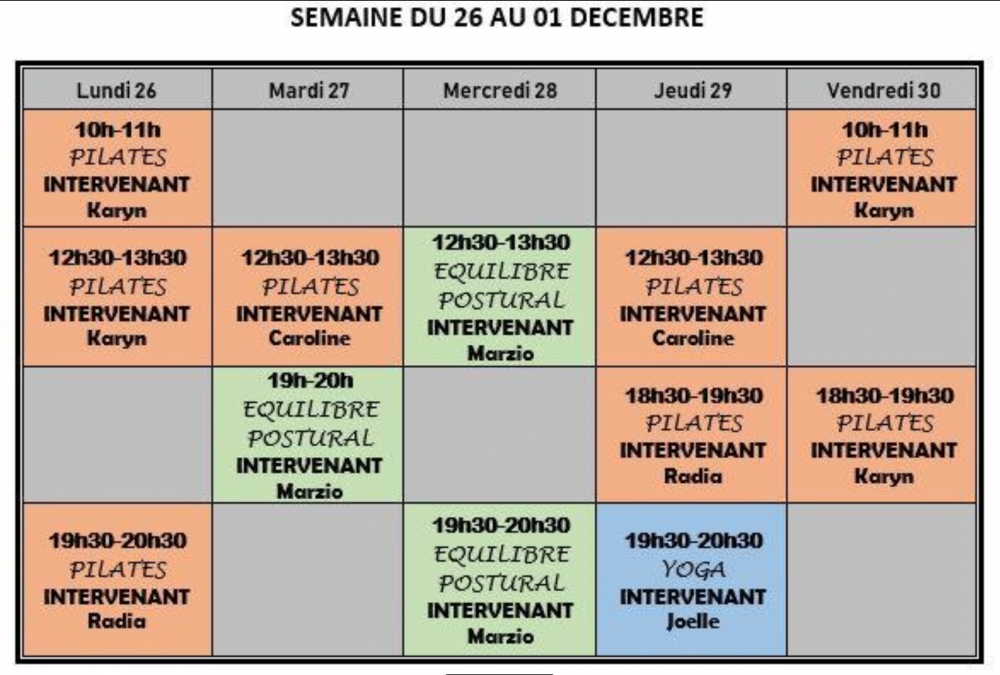 SEMAINE DU 26 AU 01 DECEMBRE
Lundi 26
Mardi 27
Mercredi 28
Jeudi 29
Vendredi 30
10h-11h
PILATES
INTERVENANT
Karyn
10h-11h
PILATES
INTERVENANT
Karyn
12h30-13h30
PILATES
INTERVENANT
Karyn
12h30-13h30
PILATES
INTERVENANT
Caroline
12h30-13h30
EQUILIBRE
POSTURAL
INTERVENANT
Marzio
12h30-13h30
PILATES
INTERVENANT
Caroline
19h-20h
EQUILIBRE
POSTURAL
INTERVENANT
Marzio
18h30-19h30
PILATES
INTERVENANT
Radia
18h30-19h30
PILATES
INTERVENANT
Karyn
19h30-20h30
PILATES
INTERVENANT
Radia
19h30-20h30
EQUILIBRE
POSTURAL
INTERVENANT
Marzio
19h30-20h30
YOGA
INTERVENANT
Joelle